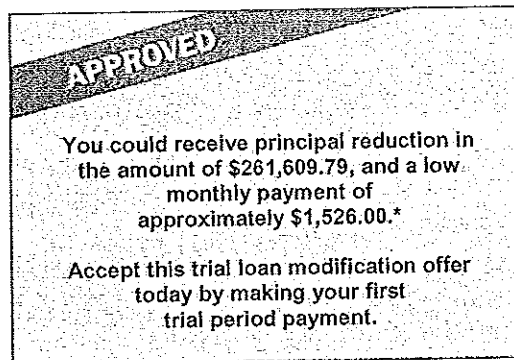 APPROVED
You could receive principal reduction in
the amount of $261,609.79, and a low
monthly payment of
approximately $1,526.00.*
Accept this trial loan modification offer
today by making your first
trial period payment.